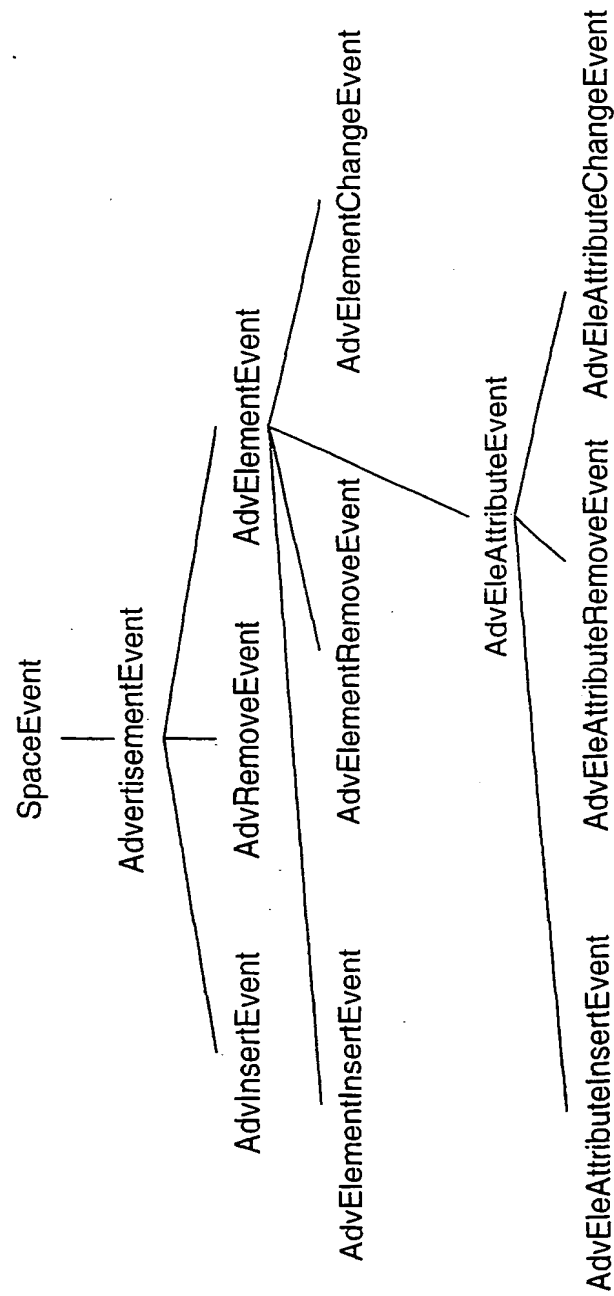 SpaceEvent
AdvertisementEvent
AdvInsertEvent AdvRemoveEvent AdvElementEvent
AdvElementInsertEvent AdvElementRemoveEvent AdvElementChangeEvent
AdvEleAttributeEvent
AdvEleAttributeInsertEvent AdvEleAttributeRemoveEvent AdvEleAttributeChangeEvent